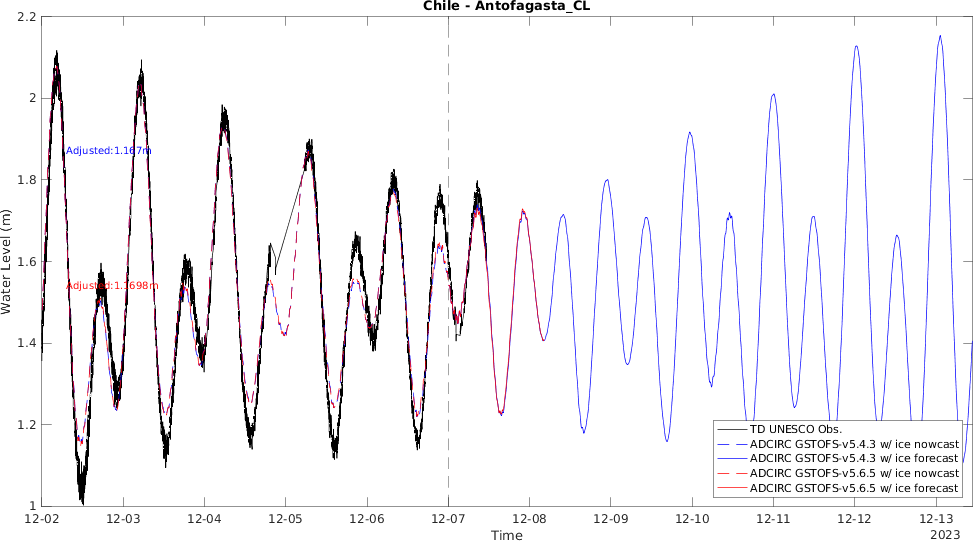 Chile - Antofagasta_CL
2.2
2
1.8
1.6
1.4
1.2
1
Water Level (m)
Adjusted:1.167m
Adjusted:1.1698m
TD UNESCO Obs.
ADCIRC GSTOFS-v5.4.3 w/ ice nowcast
ADCIRC GSTOFS-v5.4.3 w/ ice forecast
ADCIRC GSTOFS-v5.6.5 w/ ice nowcast
ADCIRC GSTOFS-v5.6.5 w/ ice forecast
12-02 12-03 12-04 12-05 12-06 12-07 12-08 12-09 12-10 12-11 12-12 12-13
Time
2023